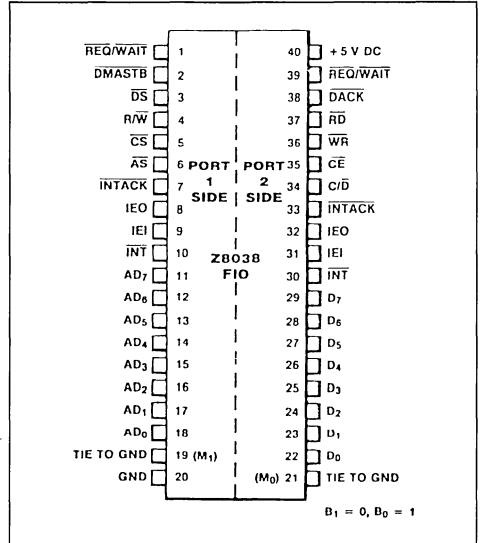 REQ/WAIT 1 40 +5 V DC
DMASTB 2 39 REQ/WAIT
DS 3 38 DACK
R/W 4 37 RD
CS 5 36 WR
AS 6 PORT PORT 35 CE
INTACK 7 1 2 34 C/D
SIDE SIDE 33 INTACK
IEO 8 32 IEO
IEI 9 31 IEI
INT 10 Z8038 30 INT
AD7 11 FIO 29 D7
AD6 12 28 D6
AD5 13 27 D5
AD4 14 26 D4
AD3 15 25 D3
AD2 16 24 D2
AD1 17 23 D1
AD0 18 22 D0
TIE TO GND 19 (M1) (M0) 21 TIE TO GND
GND 20
B1 = 0, B0 = 1